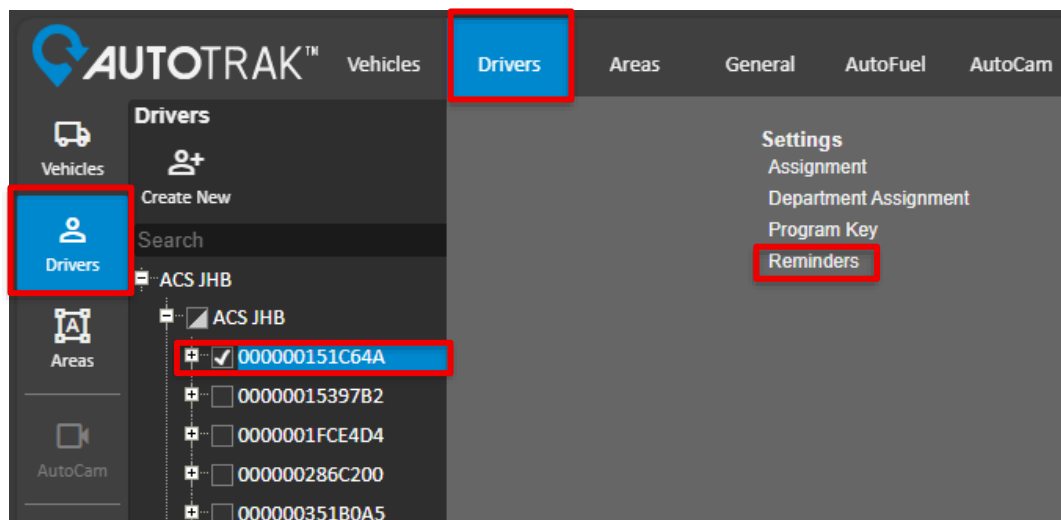 AUTOTRAK™ Vehicles Drivers Areas General AutoFuel AutoCam
Vehicles
Drivers
Areas
AutoCam
Drivers
Create New
Search
ACS JHB
ACS JHB
000000151C64A
00000015397B2
0000001FCE4D4
000000286C200
000000351B0A5
Settings
Assignment
Department Assignment
Program Key
Reminders